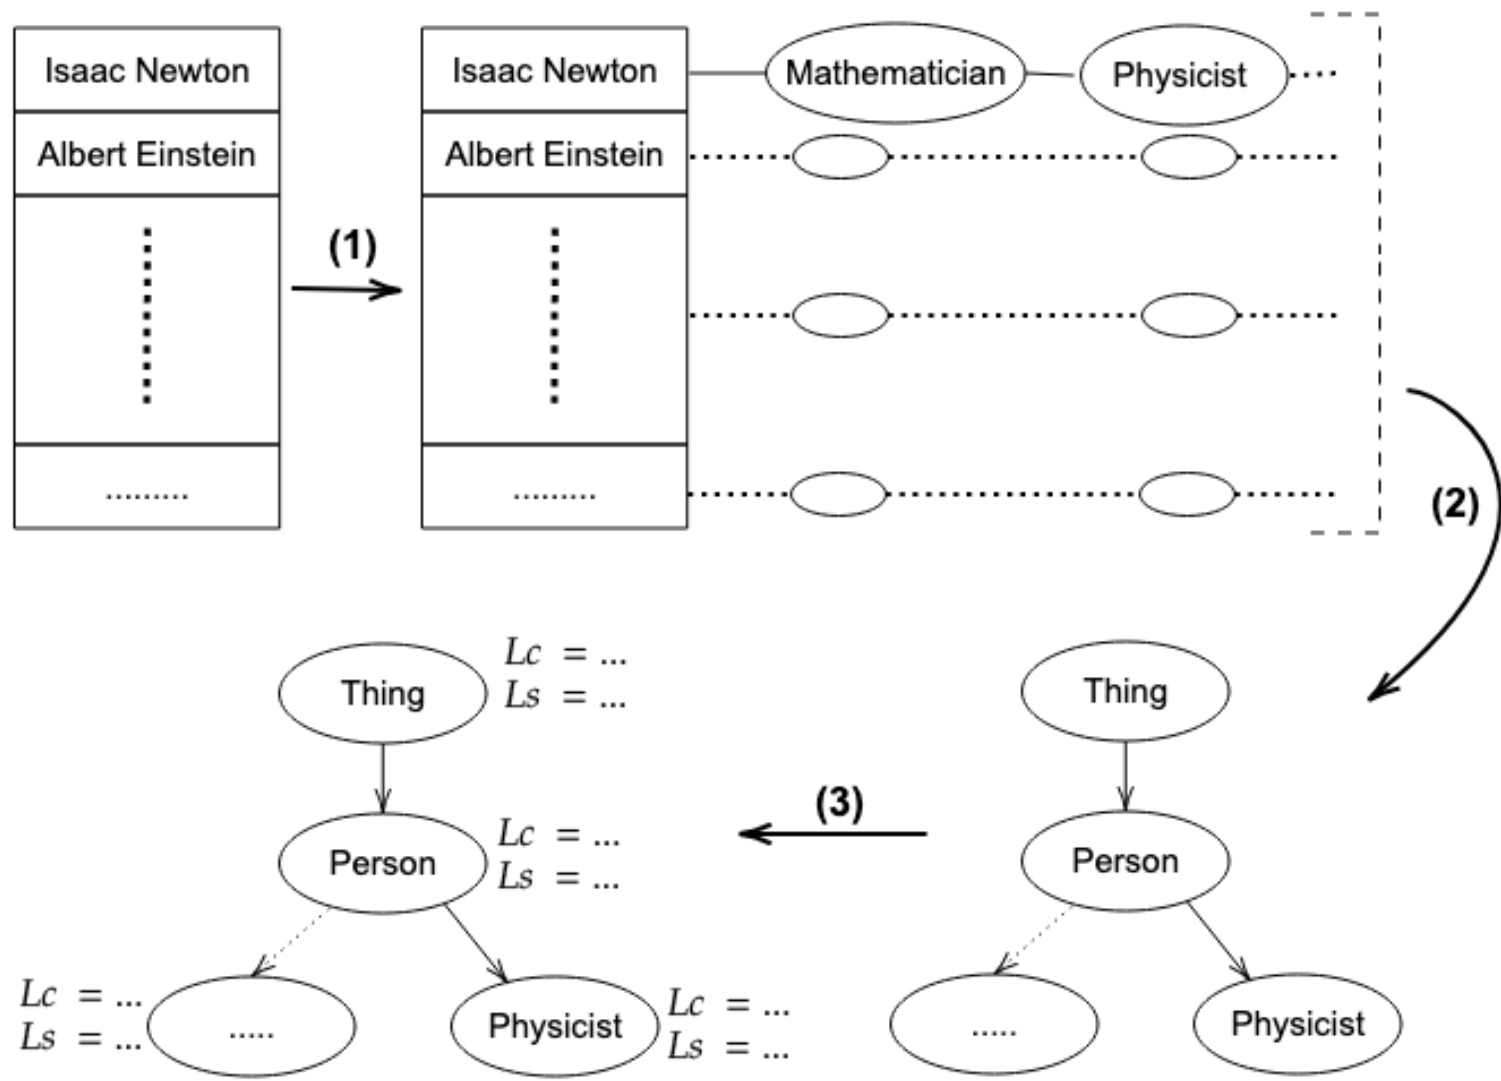 Isaac Newton
Albert Einstein
.........
(1)
Isaac Newton
Albert Einstein
.........
Mathematician
Physicist
(2)
Thing
Person
.....
Physicist
(3)
Thing
Lc = ...
Ls = ...
Person
Lc = ...
Ls = ...
Lc = ...
Ls = ...
.....
Physicist
Lc = ...
Ls = ...